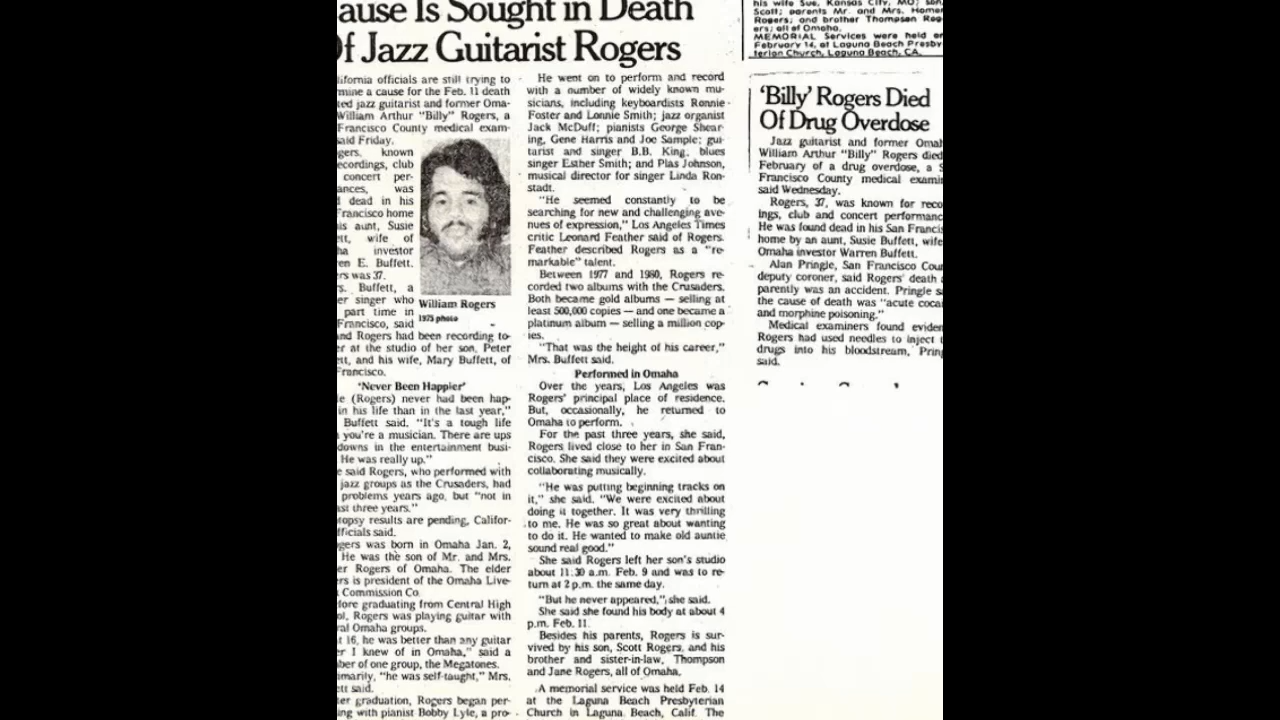 ause Is Sought in Death
f Jazz Guitarist Rogers
lifornia officials are still trying to
mine a cause for the Feb. 11 death
ted jazz guitarist and former Oma-
William Arthur "Billy" Rogers, a
Francisco County medical exam-
said Friday.
gers, known
ecordings, club
concert per-
ances, was
d dead in his
Francisco home
is aunt, Susie
tt, wife of
ha investor
en E. Buffett.
rs was 37.
s. Buffett, a
er singer who
part time in
Francisco, said
nd Rogers had been recording to-
er at the studio of her son, Peter
tt, and his wife, Mary Buffett, of
Francisco.
William Rogers
1975 photo
'Never Been Happier'
e (Rogers) never had been hap-
in his life than in the last year,"
Buffett said. "It's a tough life
you're a musician. There are ups
downs in the entertainment busi-
He was really up."
e said Rogers, who performed with
jazz groups as the Crusaders, had
problems years ago, but "not in
ast three years."
topsy results are pending, Califor-
fficials said.
gers was born in Omaha Jan. 2,
He was the son of Mr. and Mrs.
er Rogers of Omaha. The elder
rs is president of the Omaha Live-
Commission Co.
fore graduating from Central High
ol, Rogers was playing guitar with
ral Omaha groups.
t 16, he was better than any guitar
er I knew of in Omaha," said a
ber of one group, the Megatones.
imarily, "he was self-taught," Mrs.
ett said.
ter graduation, Rogers began per-
ing with pianist Bobby Lyle, a pro-
He went on to perform and record
with a number of widely known mu-
sicians, including keyboardists Ronnie
Foster and Lonnie Smith; jazz organist
Jack McDuff; pianists George Shear-
ing, Gene Harris and Joe Sample; gui-
tarist and singer B.B. King, blues
singer Esther Smith; and Plas Johnson,
musical director for singer Linda Ron-
stadt.
"He seemed constantly to be
searching for new and challenging ave-
nues of expression," Los Angeles Times
critic Leonard Feather said of Rogers.
Feather described Rogers as a "re-
markable" talent.
Between 1977 and 1980, Rogers re-
corded two albums with the Crusaders.
Both became gold albums — selling at
least 500,000 copies — and one became a
platinum album — selling a million cop-
ies.
"That was the height of his career,"
Mrs. Buffett said.
Performed in Omaha
Over the years, Los Angeles was
Rogers' principal place of residence.
But, occasionally, he returned to
Omaha to perform.
For the past three years, she said,
Rogers lived close to her in San Fran-
cisco. She said they were excited about
collaborating musically.
"He was putting beginning tracks on
it," she said. "We were excited about
doing it together. It was very thrilling
to me. He was so great about wanting
to do it. He wanted to make old auntie
sound real good."
She said Rogers left her son's studio
about 11:30 a.m. Feb. 9 and was to re-
turn at 2 p.m. the same day.
"But he never appeared," she said.
She said she found his body at about 4
p.m. Feb. 11.
Besides his parents, Rogers is sur-
vived by his son, Scott Rogers, and his
brother and sister-in-law, Thompson
and Jane Rogers, all of Omaha.
A memorial service was held Feb. 14
at the Laguna Beach Presbyterian
Church in Laguna Beach, Calif. The
his wife Sue, Kansas City, MO; son,
Scott; parents Mr. and Mrs. Homer
Rogers; and brother Thompson Rog-
ers; all of Omaha.
MEMORIAL Services were held on
February 14, at Laguna Beach Presby-
terian Church, Laguna Beach, CA.
'Billy' Rogers Died
Of Drug Overdose
Jazz guitarist and former Omah
William Arthur "Billy" Rogers died
February of a drug overdose, a S
Francisco County medical examin
said Wednesday.
Rogers, 37, was known for reco
ings, club and concert performanc
He was found dead in his San Francis
home by an aunt, Susie Buffett, wife
Omaha investor Warren Buffett.
Alan Pringle, San Francisco Coun
deputy coroner, said Rogers' death a
parently was an accident. Pringle sa
the cause of death was "acute coca
and morphine poisoning."
Medical examiners found eviden
Rogers had used needles to inject t
drugs into his bloodstream, Pring
said.